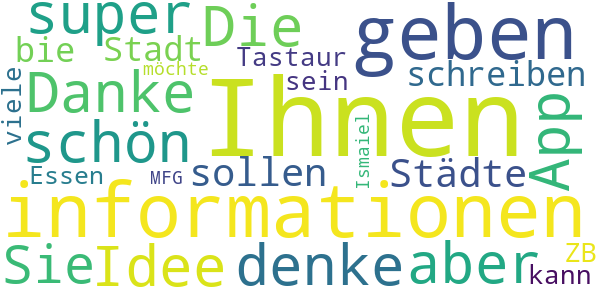 super Die geben
bie Stadt Tastaur schreiben
möchte sein
viele Danke Ihnen App
schön Ismaiel
Essen MFG sollen Städte
informationen
Sie Idee denke aber ZB
kann